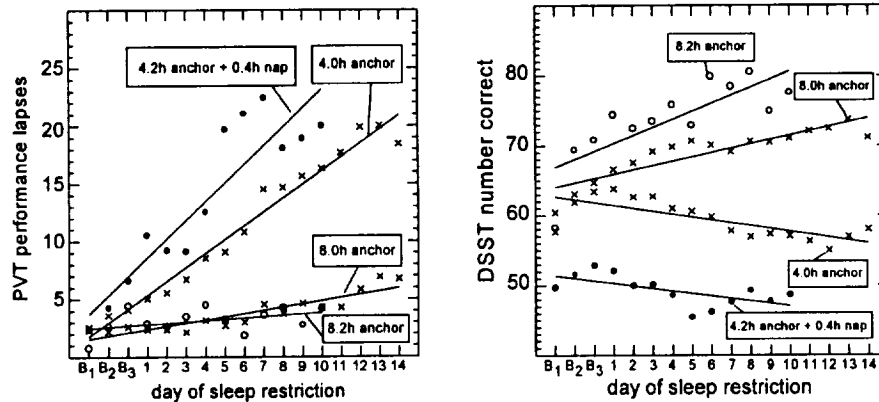 PVT performance lapses
25
20
15
10
5
4.2h anchor + 0.4h nap
4.0h anchor
8.0h anchor
8.2h anchor
B1 B2 B3 1 2 3 4 5 6 7 8 9 10 11 12 13 14
day of sleep restriction
DSST number correct
80
70
60
50
8.2h anchor
8.0h anchor
4.0h anchor
4.2h anchor + 0.4h nap
B1 B2 B3 1 2 3 4 5 6 7 8 9 10 11 12 13 14
day of sleep restriction